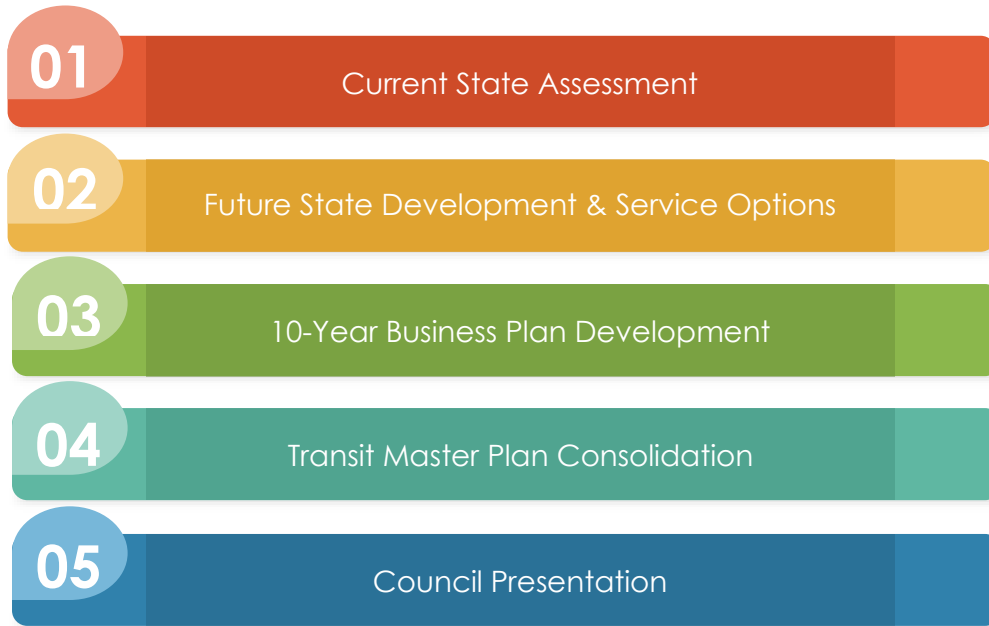 01
Current State Assessment
02
Future State Development & Service Options
03
10-Year Business Plan Development
04
Transit Master Plan Consolidation
05
Council Presentation